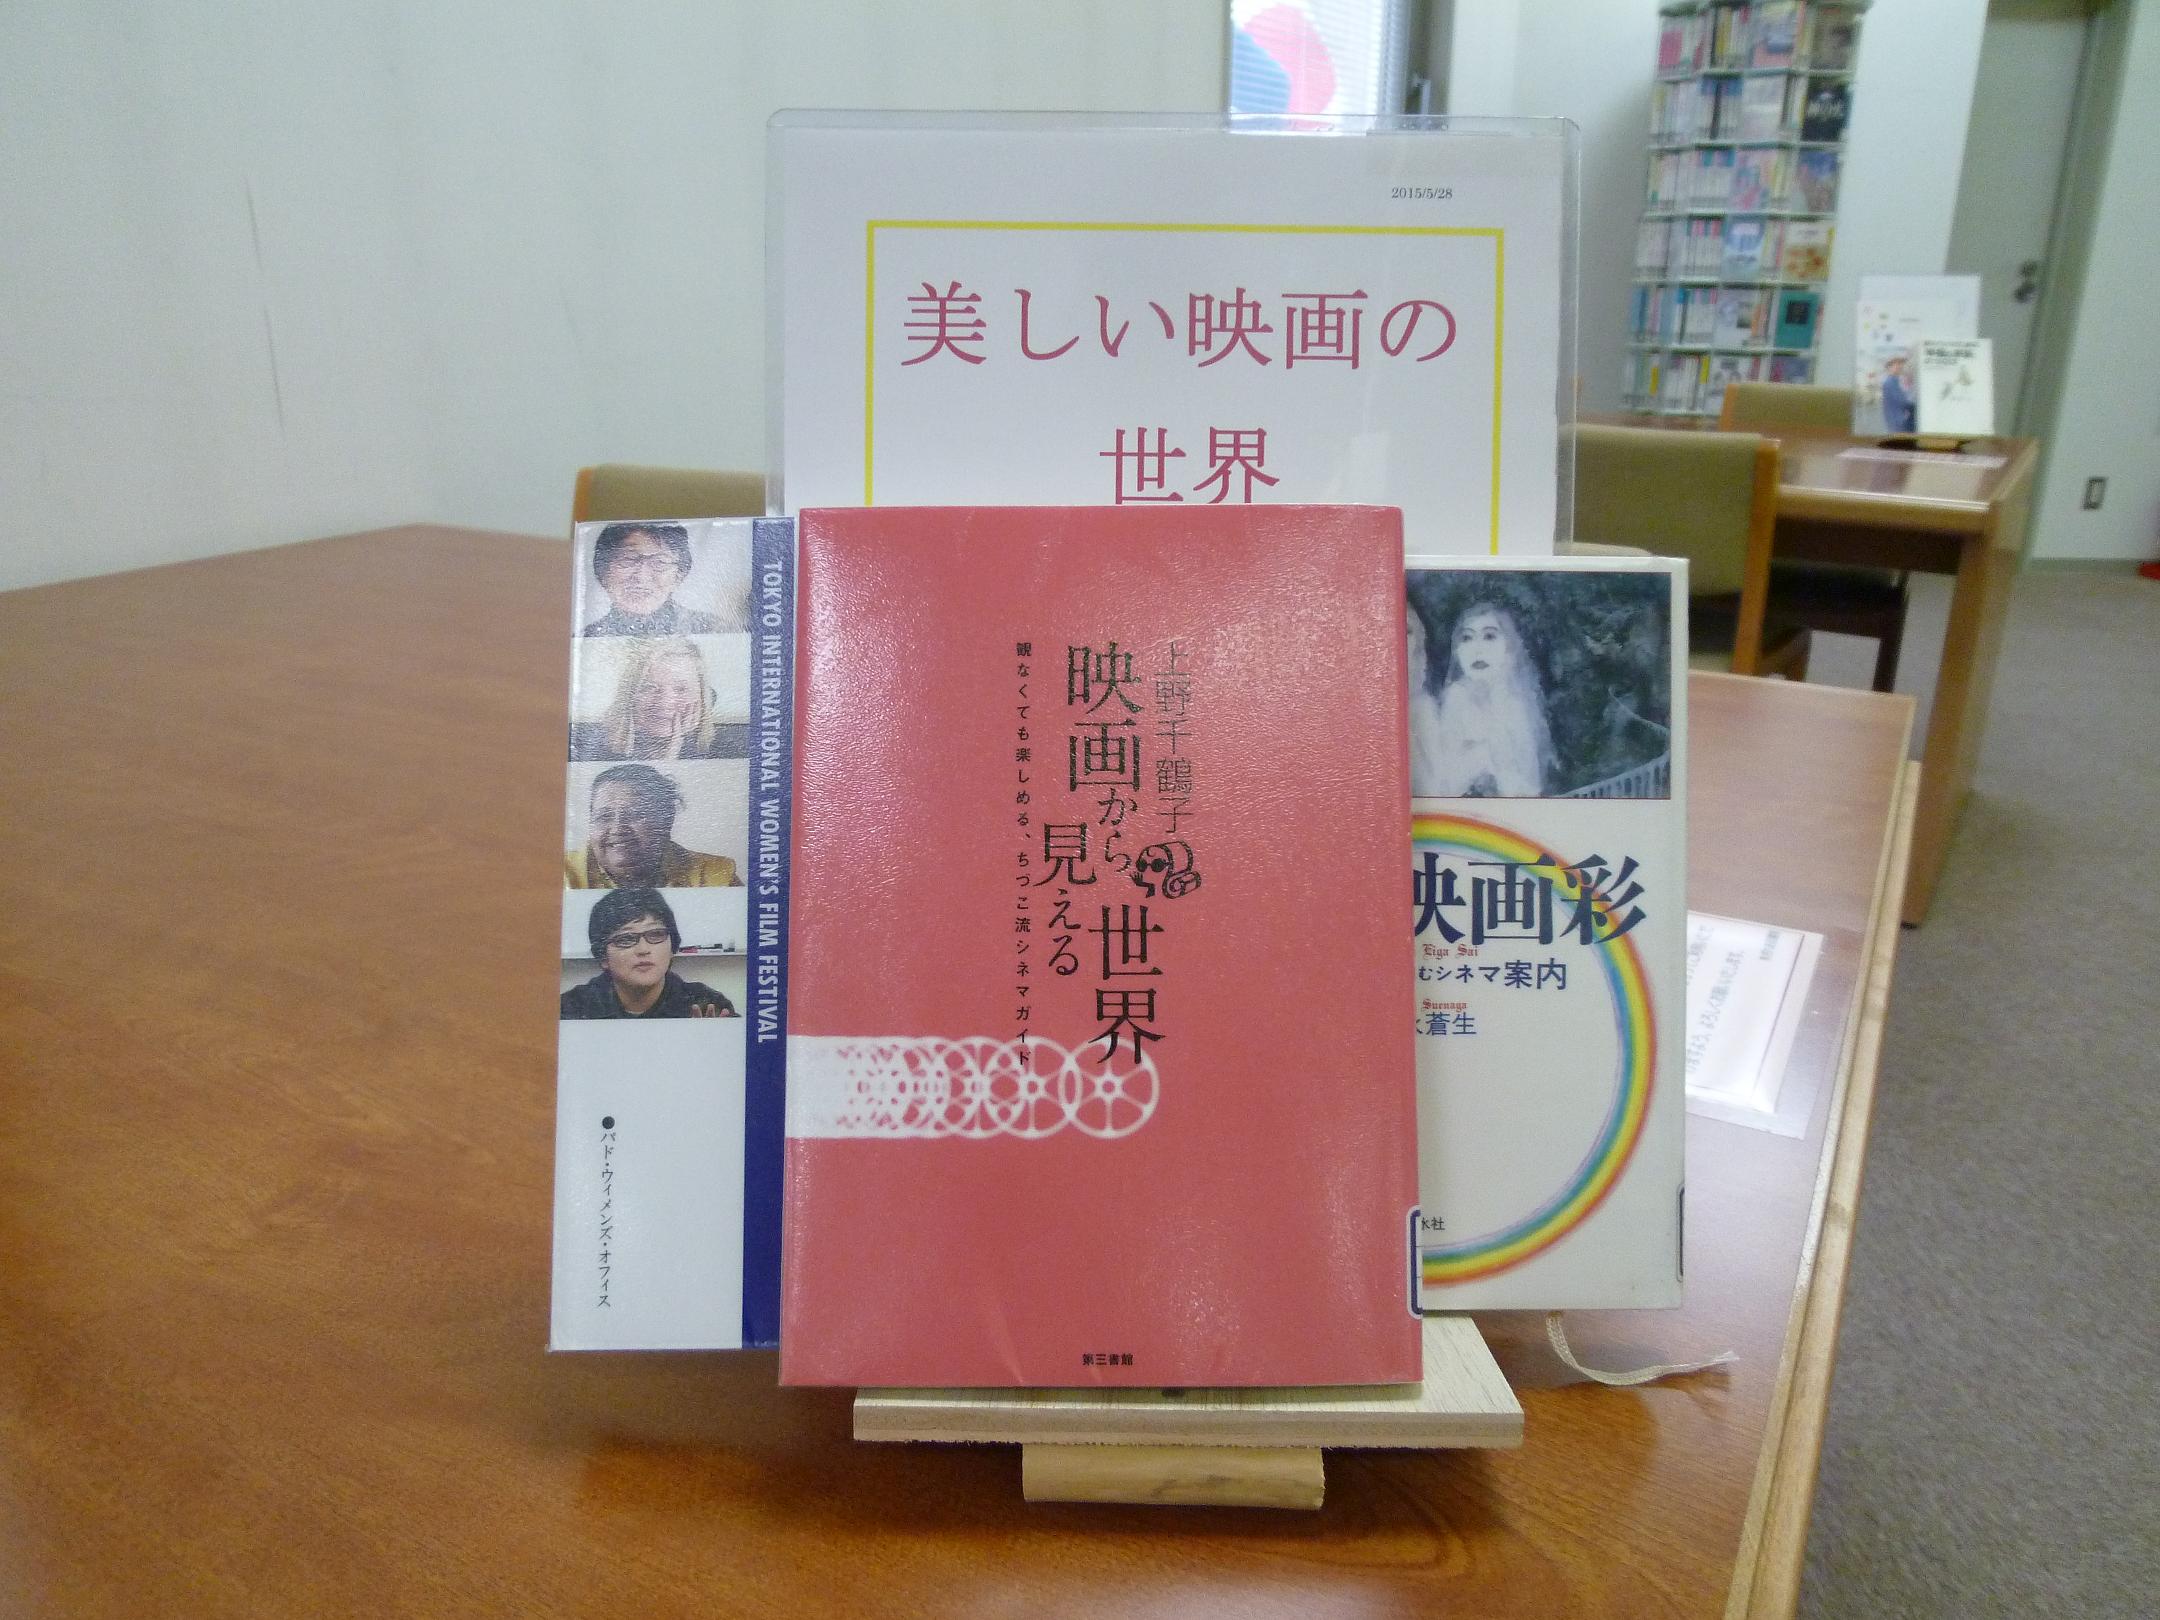 2015/5/28
美しい映画の
世界
TOKYO INTERNATIONAL WOMEN'S FILM FESTIVAL
●パド・ウィメンズ・オフィス
上野千鶴子の
映画から
見える
世界
観なくても楽しめる、ちづこ流シネマガイド
第三書館
映画彩
Eiga Sai
むシネマ案内
Suenaga
蒼生
水社